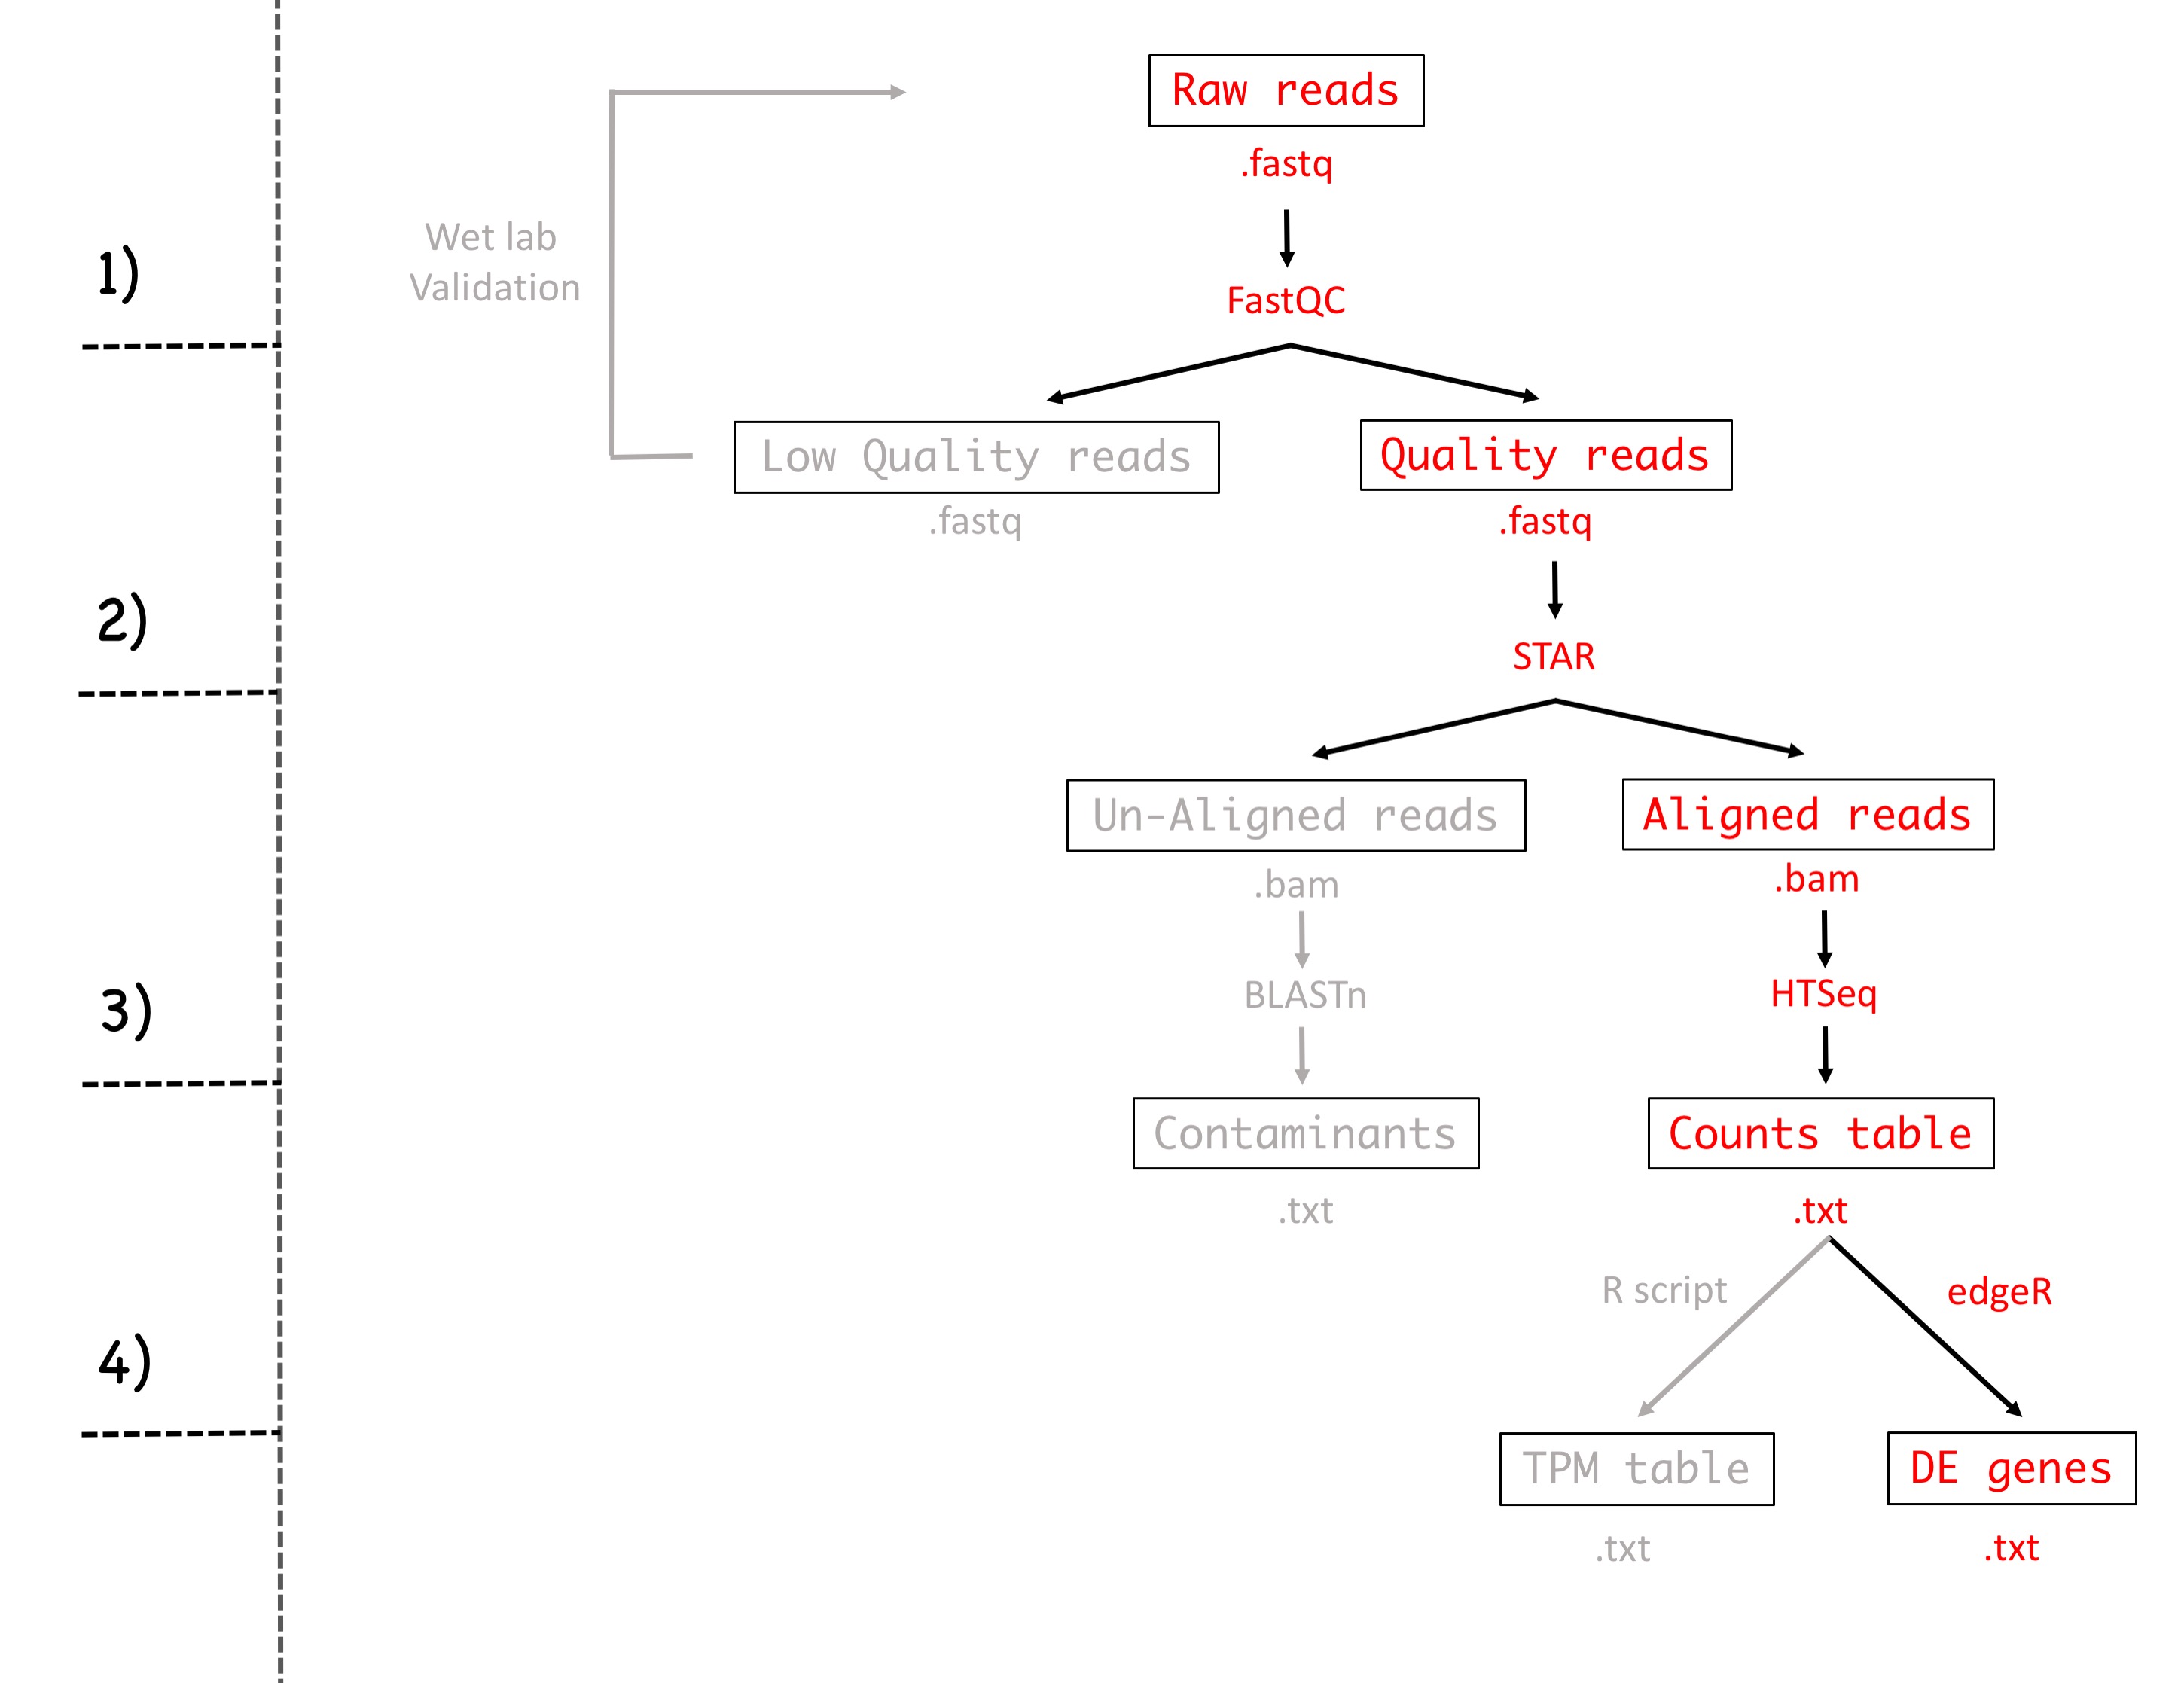 Raw reads
.fastq
1)
Wet lab
Validation
FastQC
Low Quality reads
Quality reads
.fastq
.fastq
2)
STAR
Un-Aligned reads
Aligned reads
.bam
.bam
3)
BLASTn
HTSeq
Contaminants
Counts table
.txt
.txt
R script
edgeR
4)
TPM table
DE genes
.txt
.txt